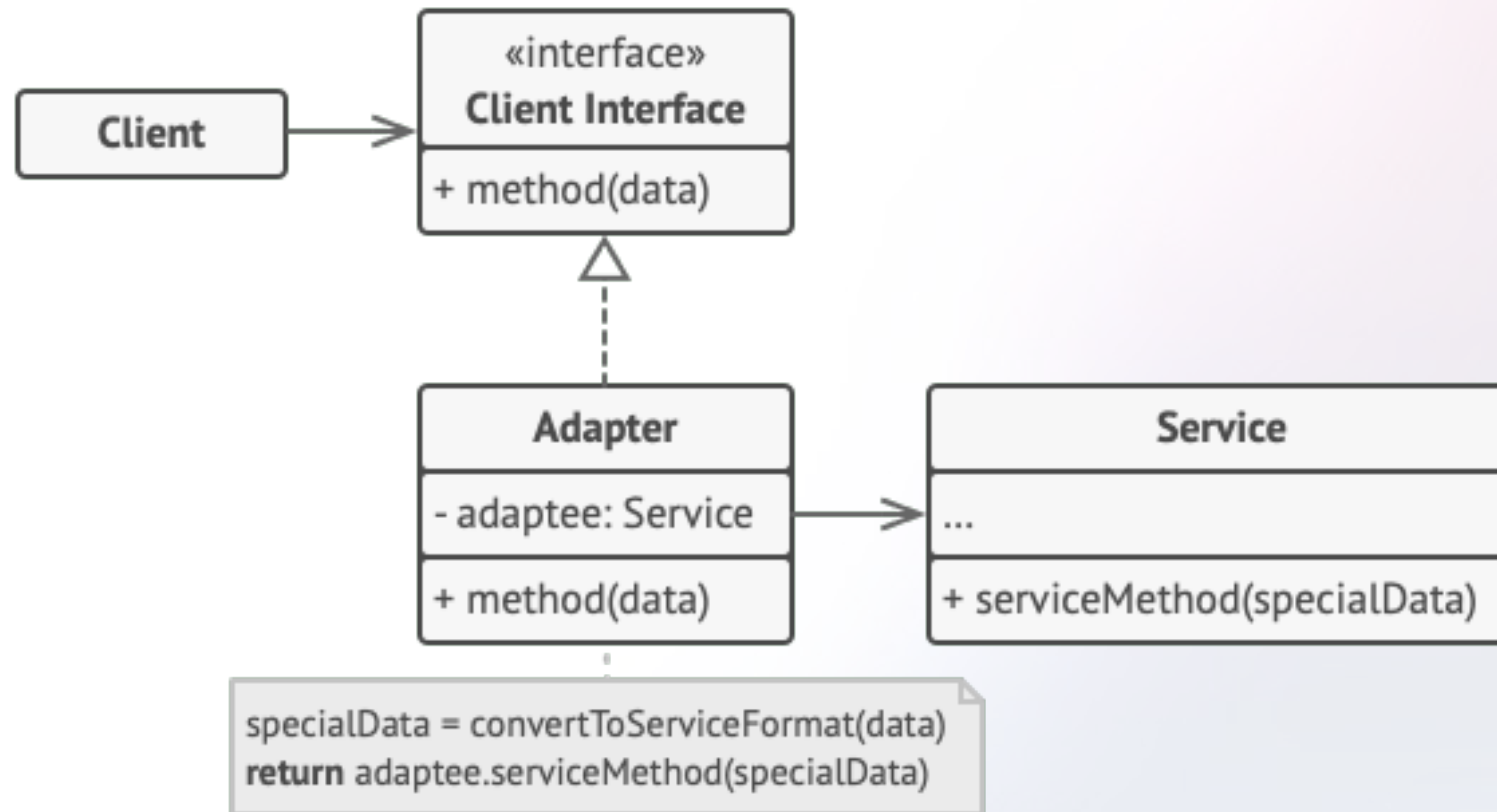 «interface»
Client Interface
Client
+ method(data)
Adapter
- adaptee: Service
+ method(data)
Service
...
+ serviceMethod(specialData)
specialData = convertToServiceFormat(data)
return adaptee.serviceMethod(specialData)